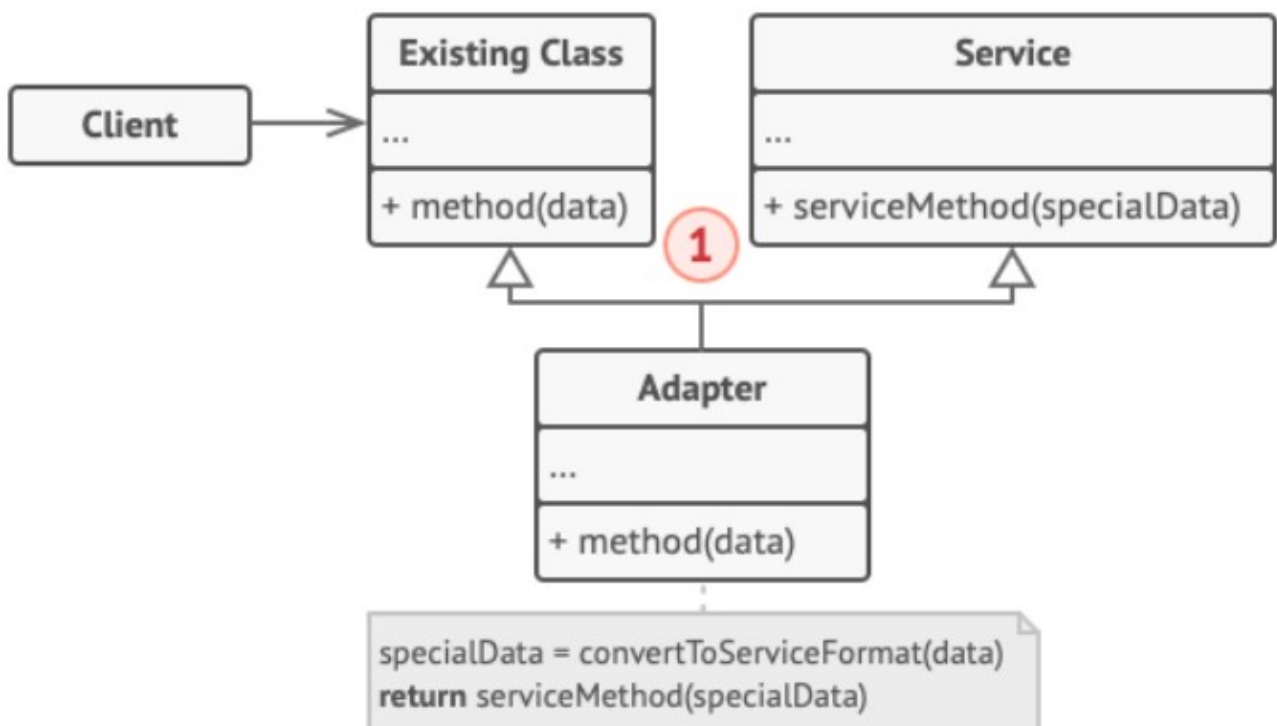 Client
Existing Class
...
+ method(data)
Service
...
+ serviceMethod(specialData)
1
Adapter
...
+ method(data)
specialData = convertToServiceFormat(data)
return serviceMethod(specialData)